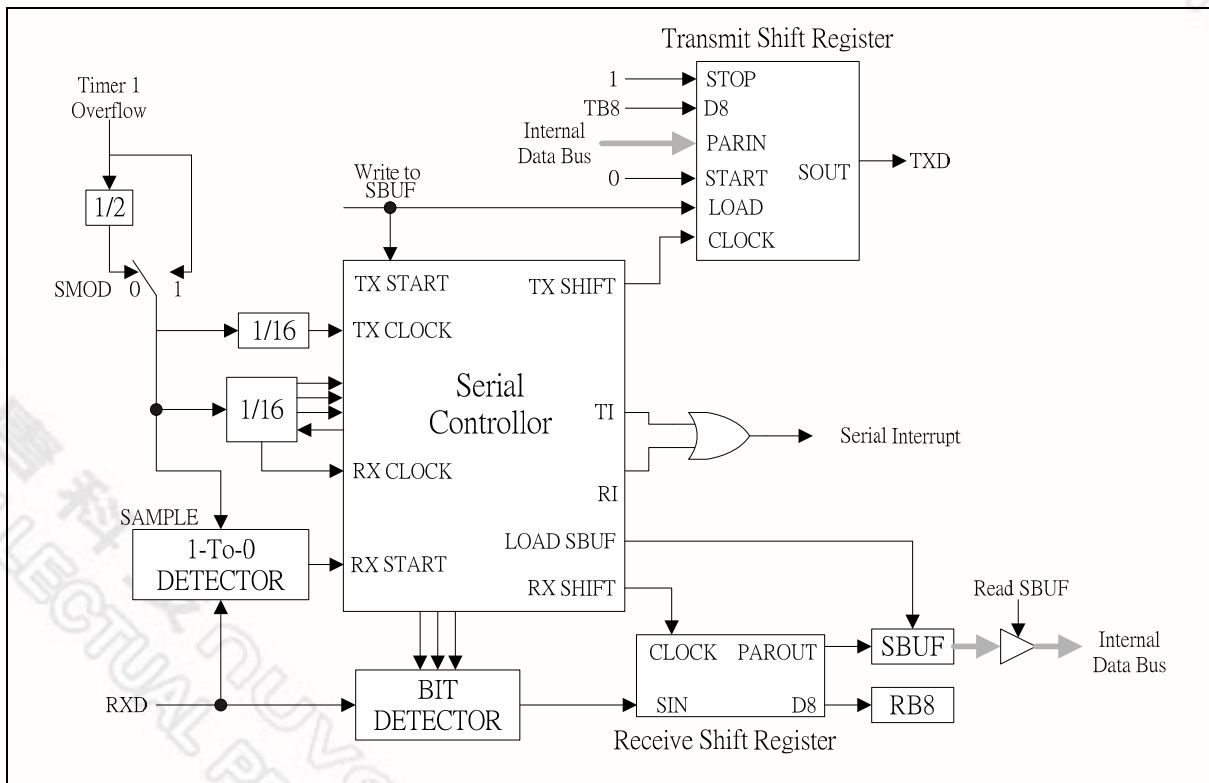 Transmit Shift Register
Timer 1
Overflow
1/2
SMOD 0 1
1
TB8
Internal
Data Bus
0
STOP
D8
PARIN
START
LOAD
CLOCK
SOUT
TXD
Write to
SBUF
TX START
TX SHIFT
1/16
TX CLOCK
1/16
Serial
Controllor
TI
Serial Interrupt
RX CLOCK
RI
SAMPLE
1-To-0
DETECTOR
RX START
LOAD SBUF
RX SHIFT
Read SBUF
CLOCK PAROUT
SBUF
Internal
Data Bus
RXD
BIT
DETECTOR
SIN D8
RB8
Receive Shift Register